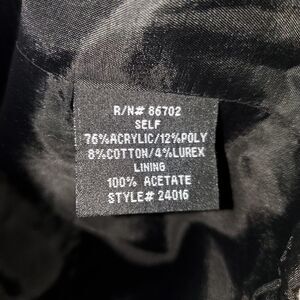 R/N# 86702
SELF
76%ACRYLIC/12%POLY
8%COTTON/4%LUREX
LINING
100% ACETATE
STYLE# 24016